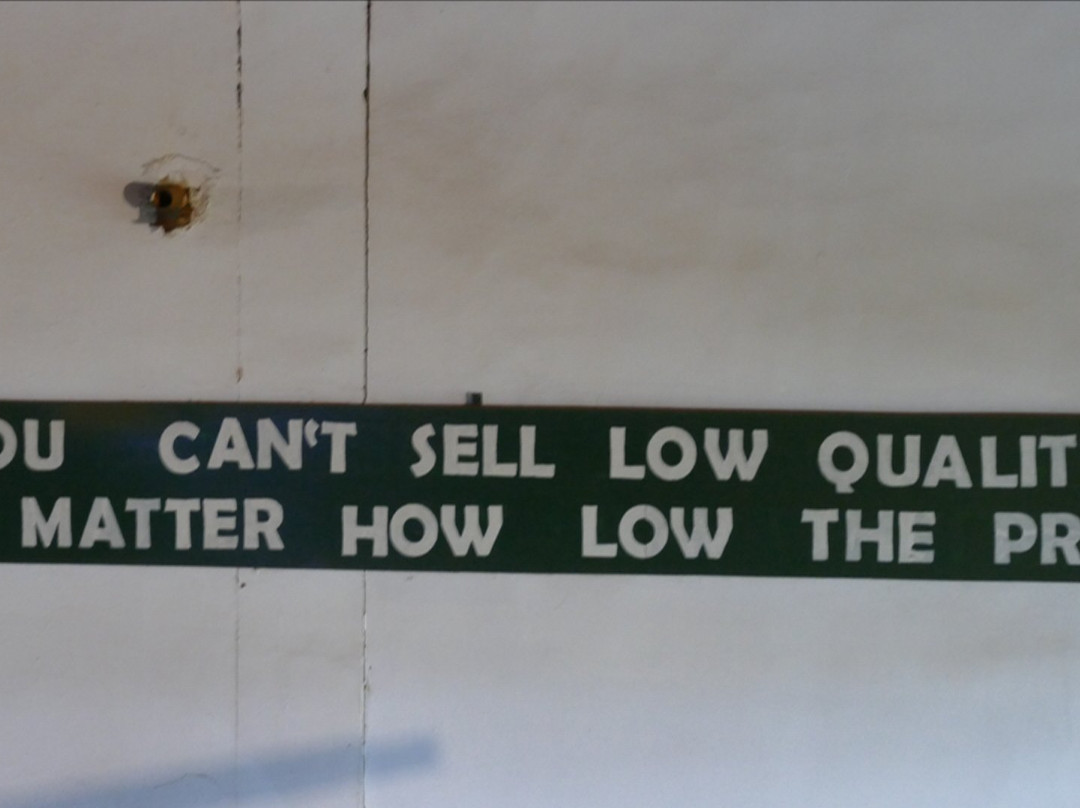 OU CAN'T SELL LOW QUALIT
MATTER HOW LOW THE PR